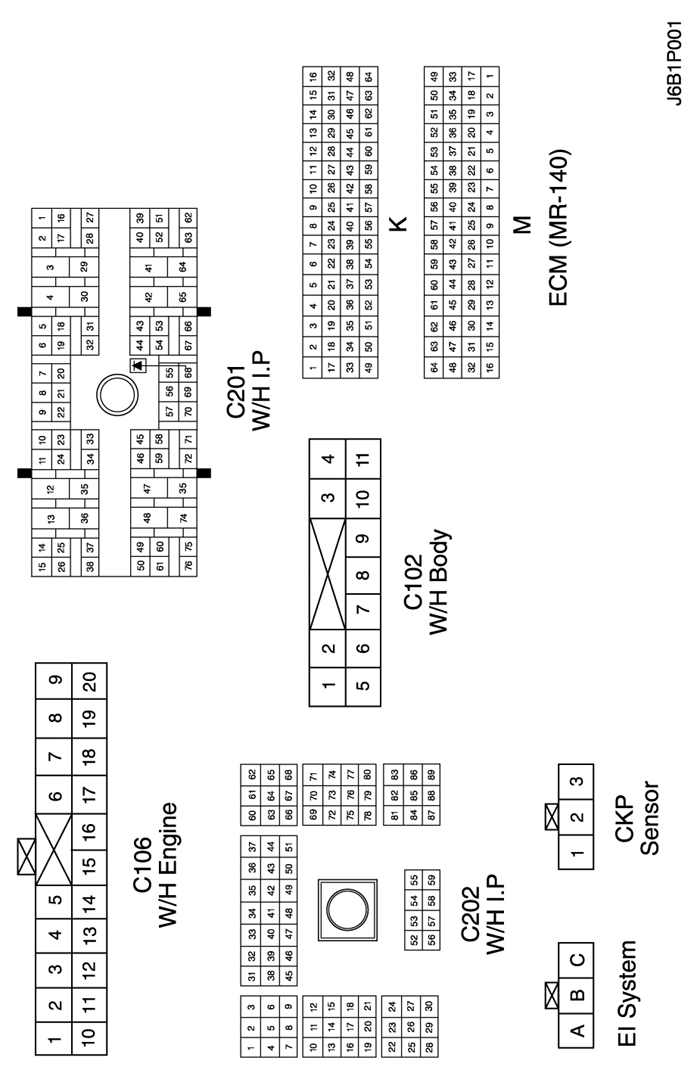 1 2 3 4 5 6 7 8 9
10 11 12 13 14 15 16 17 18 19 20
C106
W/H Engine
15 14 13 12 11 10 9 8 7 6 5 4 3 2 1
26 25 24 23 22 21 20 19 18 17 16
38 37 36 35 34 33 32 31 30 29 28 27
50 49 48 47 46 45 44 43 42 41 40 39
61 60 59 58 57 56 55 54 53 52 51
76 75 74 35 72 71 70 69 68 67 66 65 64 63 62
C201
W/H I.P
1 2 3
4 5 6
7 8 9
10 11 12
13 14 15
16 17 18
19 20 21
22 23 24
25 26 27
28 29 30
31 32 33 34 35 36 37
38 39 40 41 42 43 44
45 46 47 48 49 50 51
52 53 54 55
56 57 58 59
60 61 62
63 64 65
66 67 68
69 70 71
72 73 74
75 76 77
78 79 80
81 82 83
84 85 86
87 88 89
C202
W/H I.P
1 2 3 4
5 6 7 8 9 10 11
C102
W/H Body
1 2 3 4 5 6 7 8 9 10 11 12 13 14 15 16
17 18 19 20 21 22 23 24 25 26 27 28 29 30 31 32
33 34 35 36 37 38 39 40 41 42 43 44 45 46 47 48
49 50 51 52 53 54 55 56 57 58 59 60 61 62 63 64
K
64 63 62 61 60 59 58 57 56 55 54 53 52 51 50 49
48 47 46 45 44 43 42 41 40 39 38 37 36 35 34 33
32 31 30 29 28 27 26 25 24 23 22 21 20 19 18 17
16 15 14 13 12 11 10 9 8 7 6 5 4 3 2 1
M
ECM (MR-140)
A B C
EI System
1 2 3
CKP
Sensor
J6B1P001